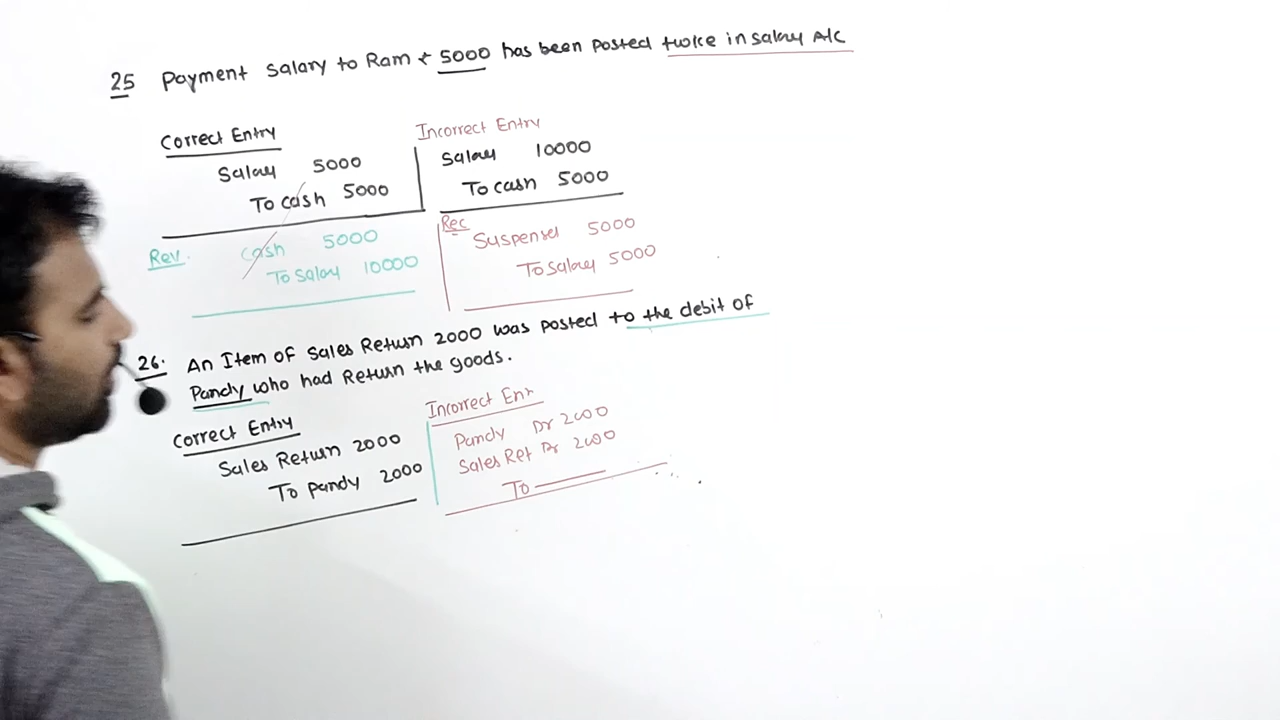 25 Payment Salary to Ram ₹ 5000 has been posted twice in salary A/C
Correct Entry
Salary 5000
To cash 5000
Incorrect Entry
Salary 10000
To cash 5000
Rev.
Cash 5000
To Salary 10000
Rec
Suspense 5000
To Salary 5000
26. An Item of Sales Return 2000 was posted to the debit of
Pandy who had Return the goods.
Correct Entry
Sales Return 2000
To Pandy 2000
Incorrect Entr
Pandy Dr 2000
Sales Ret Dr 2000
To